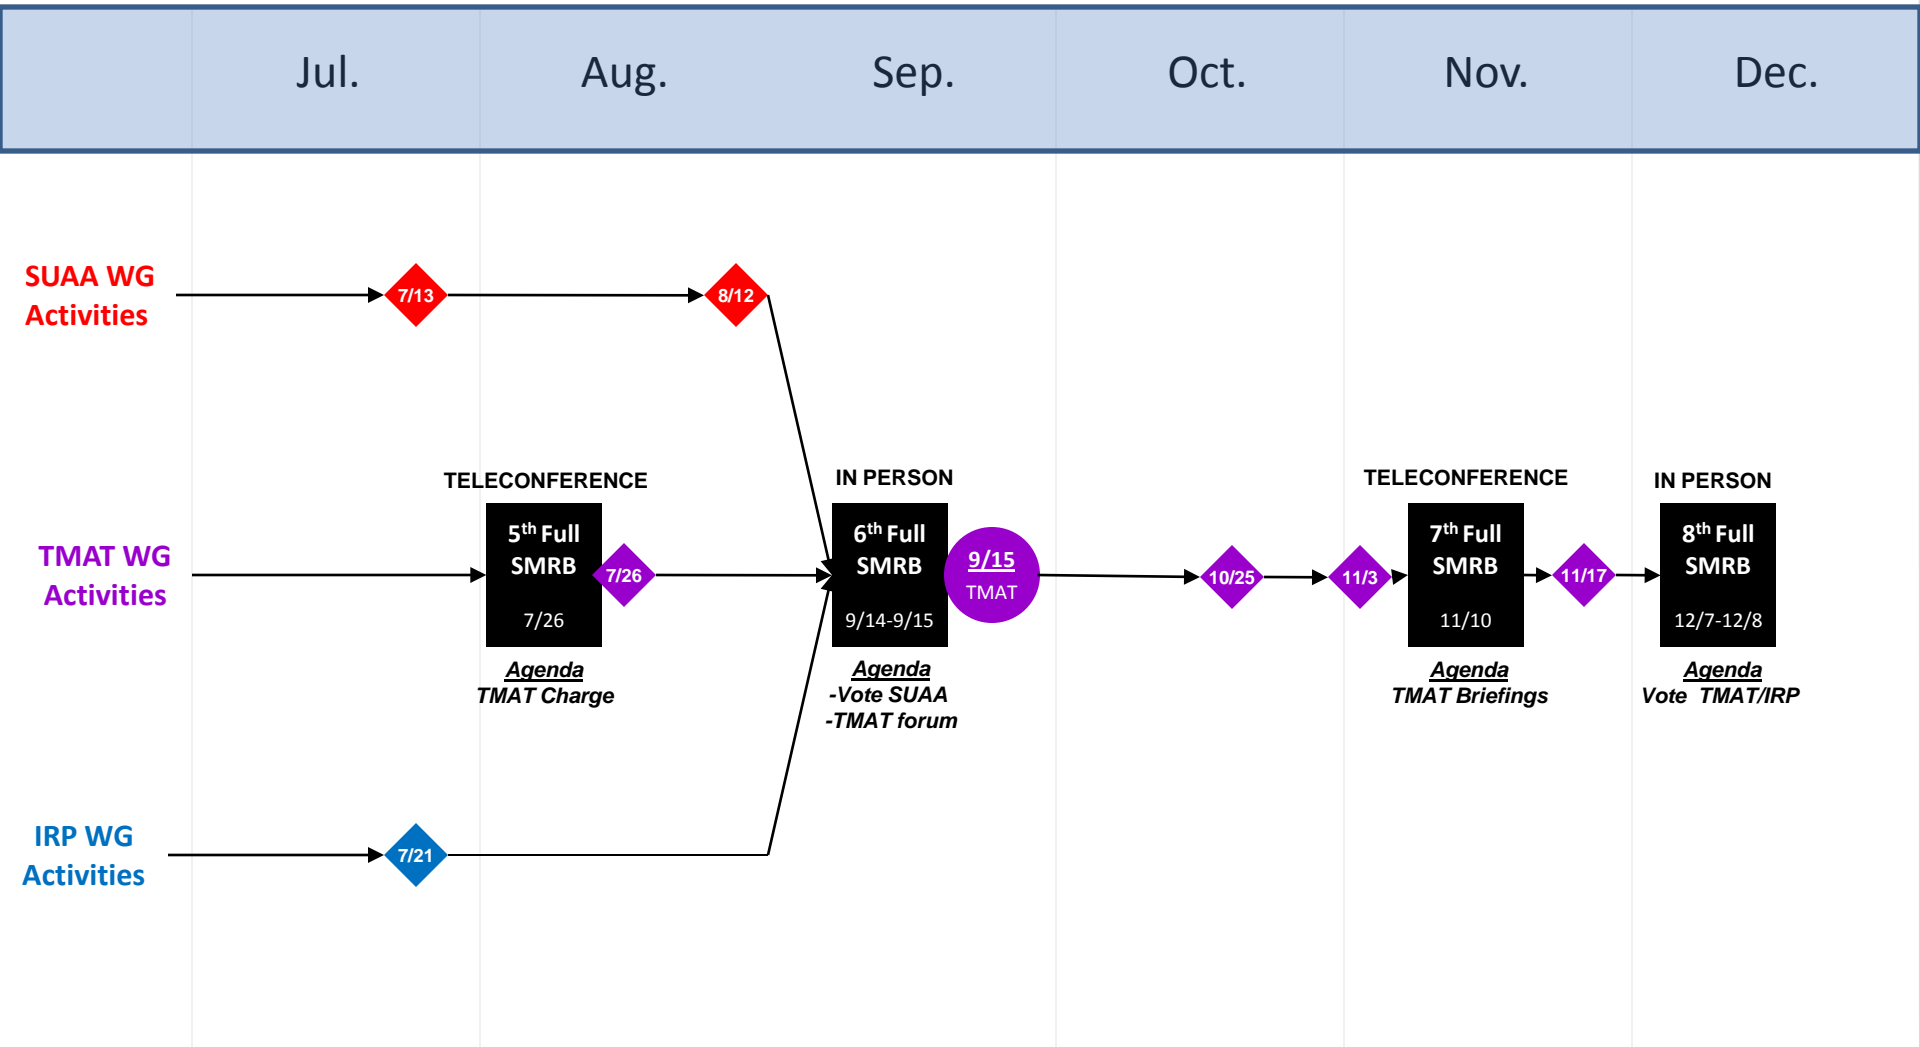 Jul.
Aug.
Sep.
Oct.
Nov.
Dec.
SUAA WG
Activities
7/13
8/12
TMAT WG
Activities
TELECONFERENCE
5th Full
SMRB
7/26
7/26
Agenda
TMAT Charge
IN PERSON
6th Full
SMRB
9/14-9/15
9/15
TMAT
Agenda
-Vote SUAA
-TMAT forum
10/25
11/3
TELECONFERENCE
7th Full
SMRB
11/10
Agenda
TMAT Briefings
11/17
IN PERSON
8th Full
SMRB
12/7-12/8
Agenda
Vote  TMAT/IRP
IRP WG
Activities
7/21